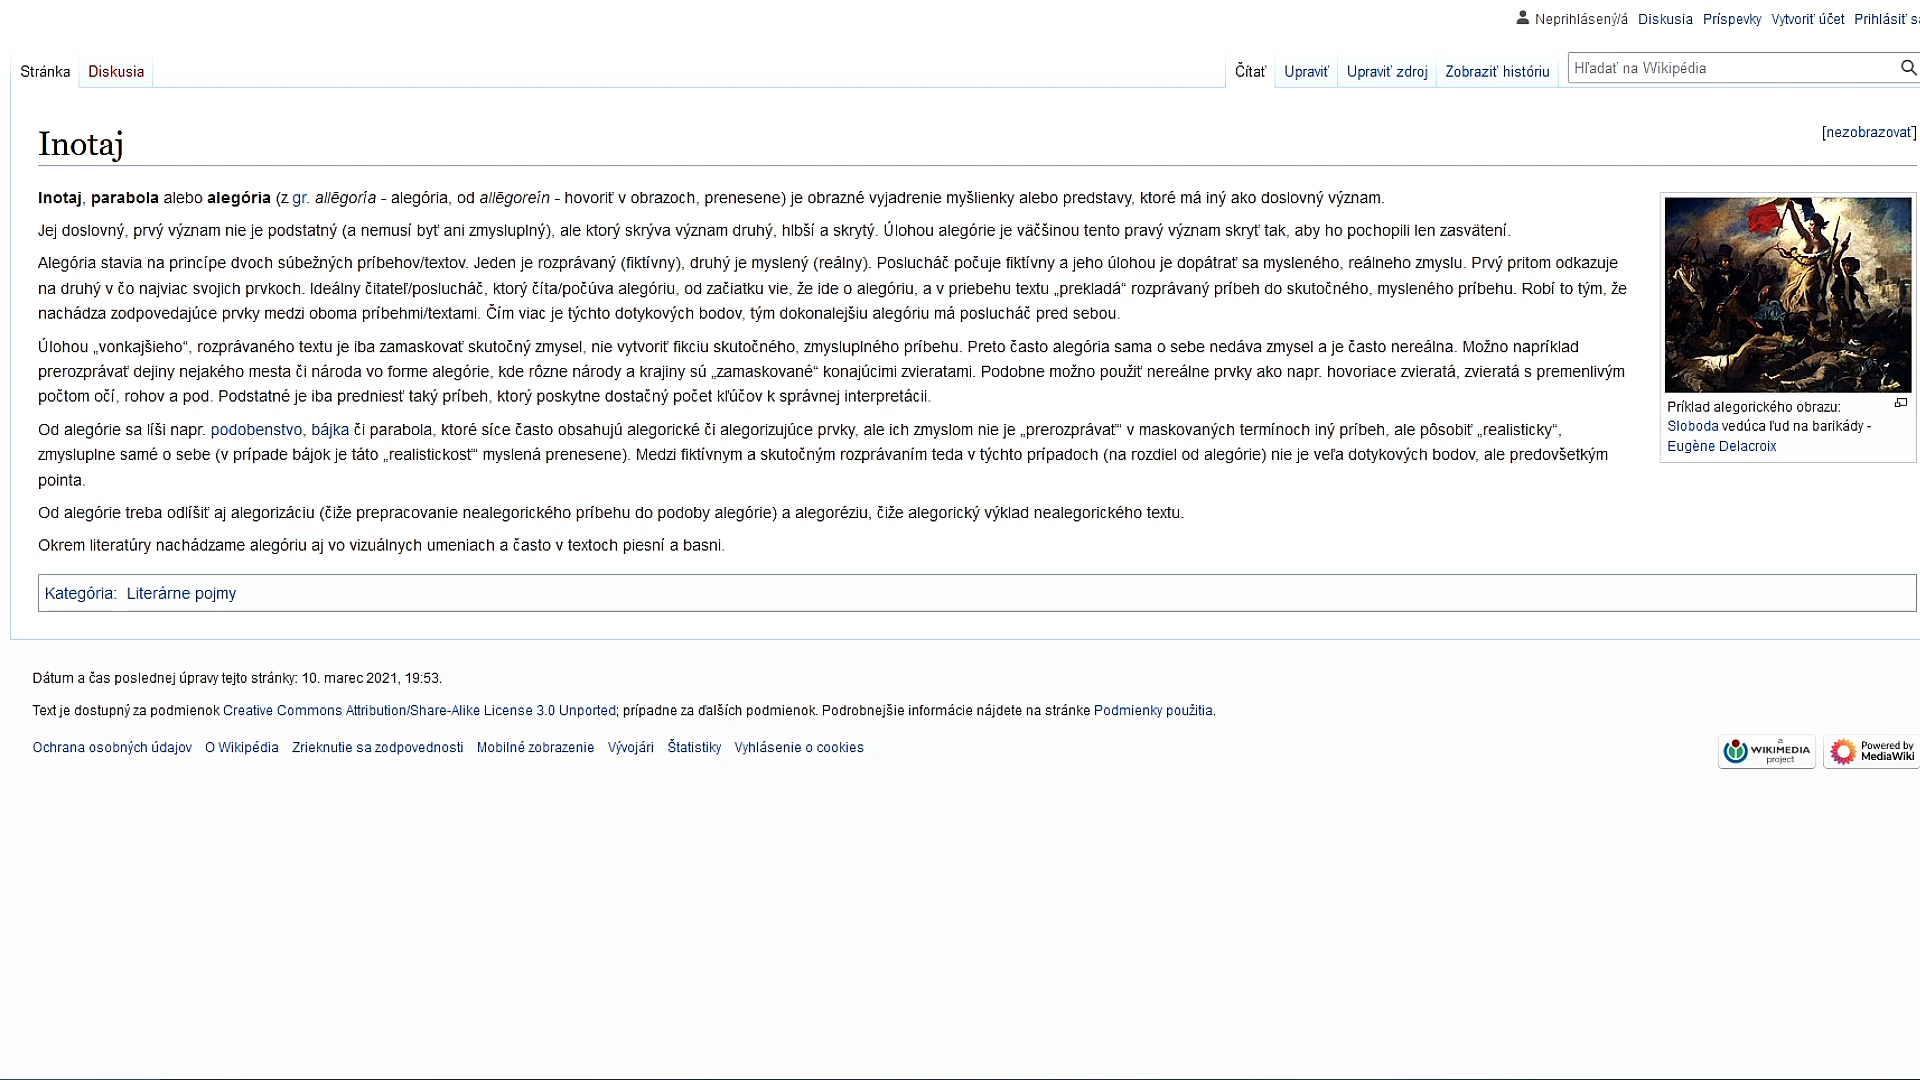 Neprihlásený/á Diskusia Príspevky Vytvoriť účet Prihlásiť
Stránka Diskusia Čítať Upraviť Upraviť zdroj Zobraziť históriu Hľadať na Wikipédia
Inotaj
[nezobrazovať]
Inotaj, parabola alebo alegória (z gr. allēgoría - alegória, od allēgoreín - hovoriť v obrazoch, prenesene) je obrazné vyjadrenie myšlienky alebo predstavy, ktoré má iný ako doslovný význam.
Jej doslovný, prvý význam nie je podstatný (a nemusí byť ani zmysluplný), ale ktorý skrýva význam druhý, hlbší a skrytý. Úlohou alegórie je väčšinou tento pravý význam skryť tak, aby ho pochopili len zasvätení.
Alegória stavia na princípe dvoch súbežných príbehov/textov. Jeden je rozprávaný (fiktívny), druhý je myslený (reálny). Poslucháč počuje fiktívny a jeho úlohou je dopátrať sa mysleného, reálneho zmyslu. Prvý pritom odkazuje
na druhý v čo najviac svojich prvkoch. Ideálny čitateľ/poslucháč, ktorý číta/počúva alegóriu, od začiatku vie, že ide o alegóriu, a v priebehu textu „prekladá“ rozprávaný príbeh do skutočného, mysleného príbehu. Robí to tým, že
nachádza zodpovedajúce prvky medzi oboma príbehmi/textami. Čím viac je týchto dotykových bodov, tým dokonalejšiu alegóriu má poslucháč pred sebou.
Úlohou „vonkajšieho“, rozprávaného textu je iba zamaskovať skutočný zmysel, nie vytvoriť fikciu skutočného, zmysluplného príbehu. Preto často alegória sama o sebe nedáva zmysel a je často nereálna. Možno napríklad
prerozprávať dejiny nejakého mesta či národa vo forme alegórie, kde rôzne národy a krajiny sú „zamaskované“ konajúcimi zvieratami. Podobne možno použiť nereálne prvky ako napr. hovoriace zvieratá, zvieratá s premenlivým
počtom očí, rohov a pod. Podstatné je iba predniesť taký príbeh, ktorý poskytne dostačný počet kľúčov k správnej interpretácii.
Od alegórie sa líši napr. podobenstvo, bájka či parabola, ktoré síce často obsahujú alegorické či alegorizujúce prvky, ale ich zmyslom nie je „prerozprávať“ v maskovaných termínoch iný príbeh, ale pôsobiť „realisticky“,
zmysluplne samé o sebe (v prípade bájok je táto „realistickosť“ myslená prenesene). Medzi fiktívnym a skutočným rozprávaním teda v týchto prípadoch (na rozdiel od alegórie) nie je veľa dotykových bodov, ale predovšetkým
pointa.
Od alegórie treba odlíšiť aj alegorizáciu (čiže prepracovanie nealegorického príbehu do podoby alegórie) a alegoréziu, čiže alegorický výklad nealegorického textu.
Okrem literatúry nachádzame alegóriu aj vo vizuálnych umeniach a často v textoch piesní a basni.
Príklad alegorického obrazu:
Sloboda vedúca ľud na barikády -
Eugène Delacroix
Kategória: Literárne pojmy
Dátum a čas poslednej úpravy tejto stránky: 10. marec 2021, 19:53.
Text je dostupný za podmienok Creative Commons Attribution/Share-Alike License 3.0 Unported; prípadne za ďalších podmienok. Podrobnejšie informácie nájdete na stránke Podmienky použitia.
Ochrana osobných údajov O Wikipédia Zrieknutie sa zodpovednosti Mobilné zobrazenie Vývojári Štatistiky Vyhlásenie o cookies
a
WIKIMEDIA
project
Powered by
MediaWiki